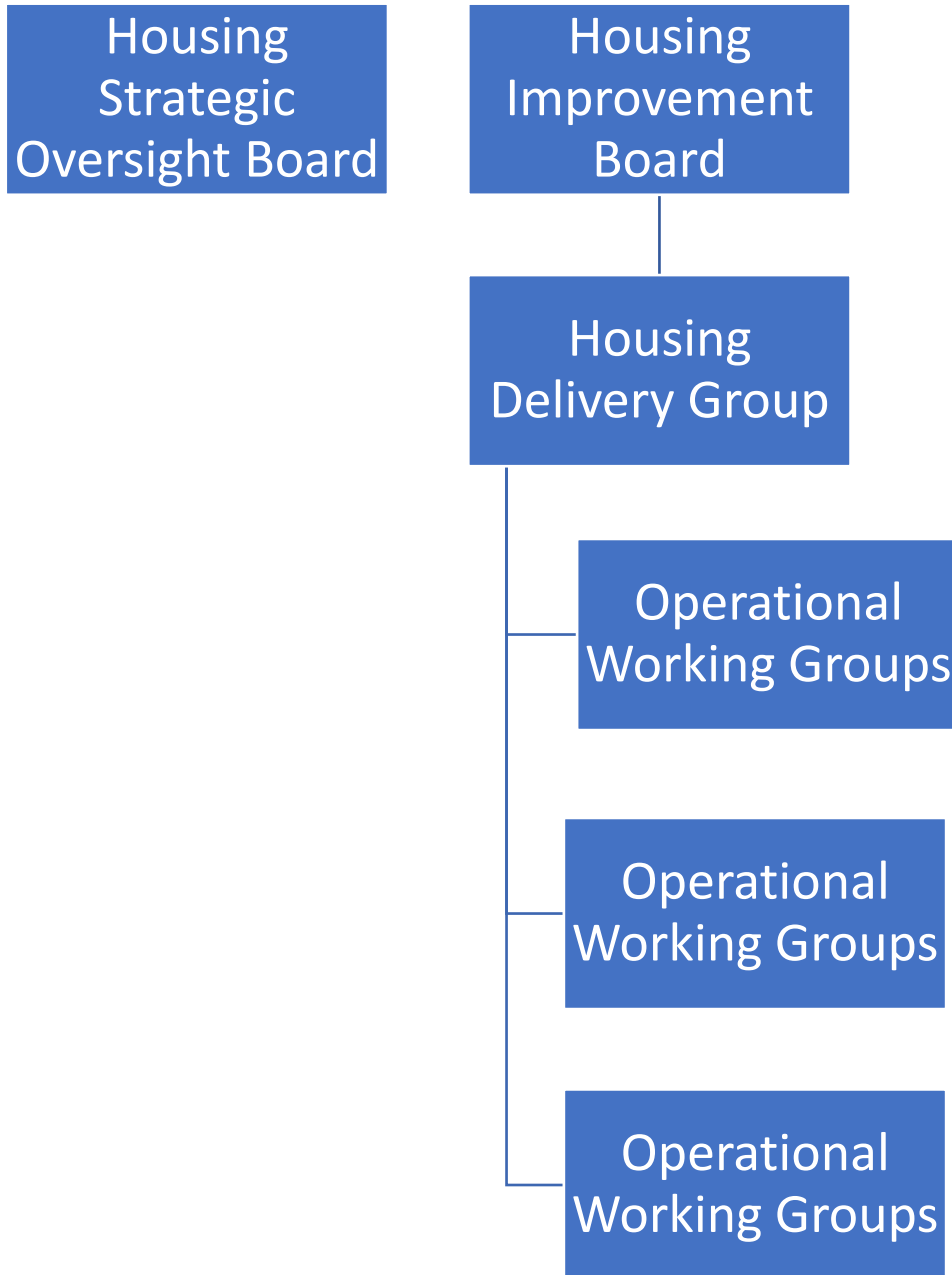 Housing
Strategic
Oversight Board
Housing
Improvement
Board
Housing
Delivery Group
Operational
Working Groups
Operational
Working Groups
Operational
Working Groups